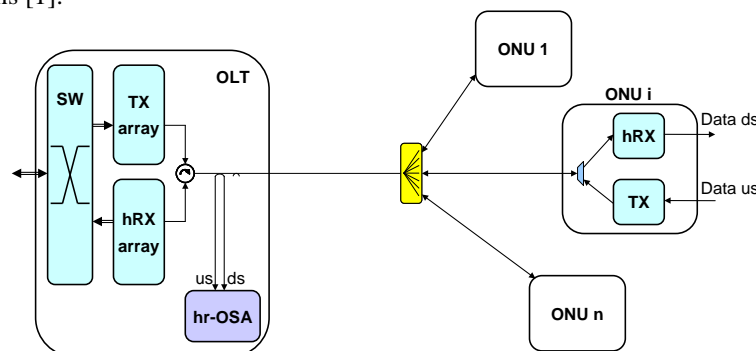 ns [1].
ONU 1
OLT
SW
TX
array
ONU i
hRX
Data ds
hRX
array
TX
Data us
us ds
hr-OSA
ONU n